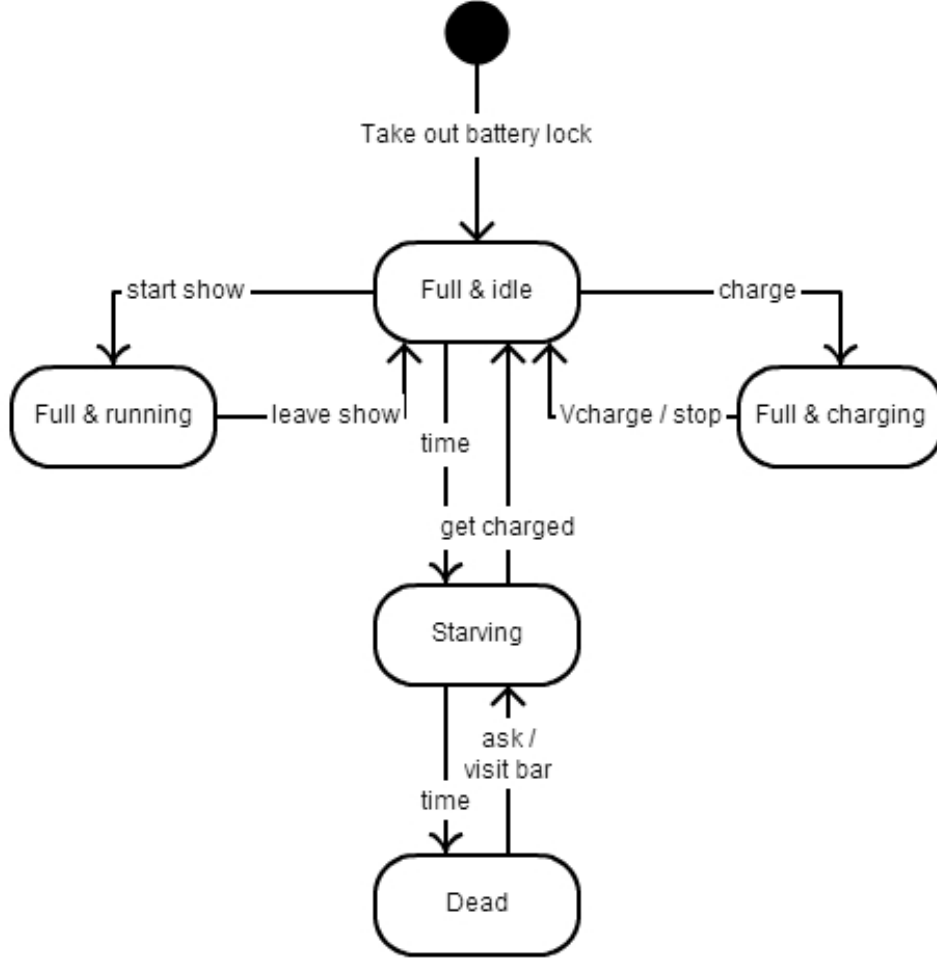 Take out battery lock
start show
Full & idle
charge
Full & running
leave show
Vcharge / stop
Full & charging
time
get charged
Starving
ask /
visit bar
time
Dead